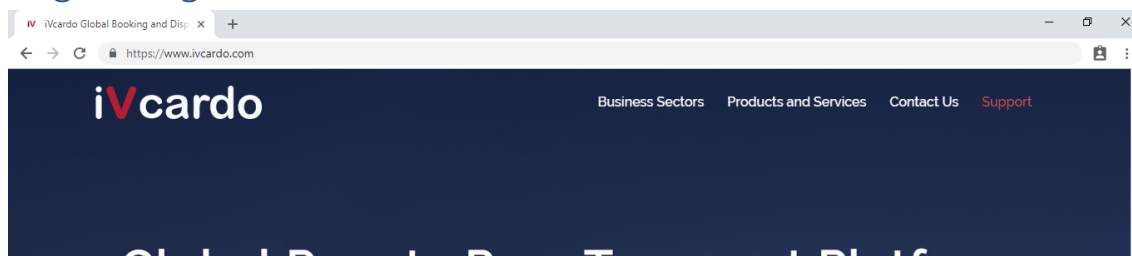 iV iVcardo Global Booking and Disp
https://www.ivcardo.com
iVcardo
Business Sectors Products and Services Contact Us Support